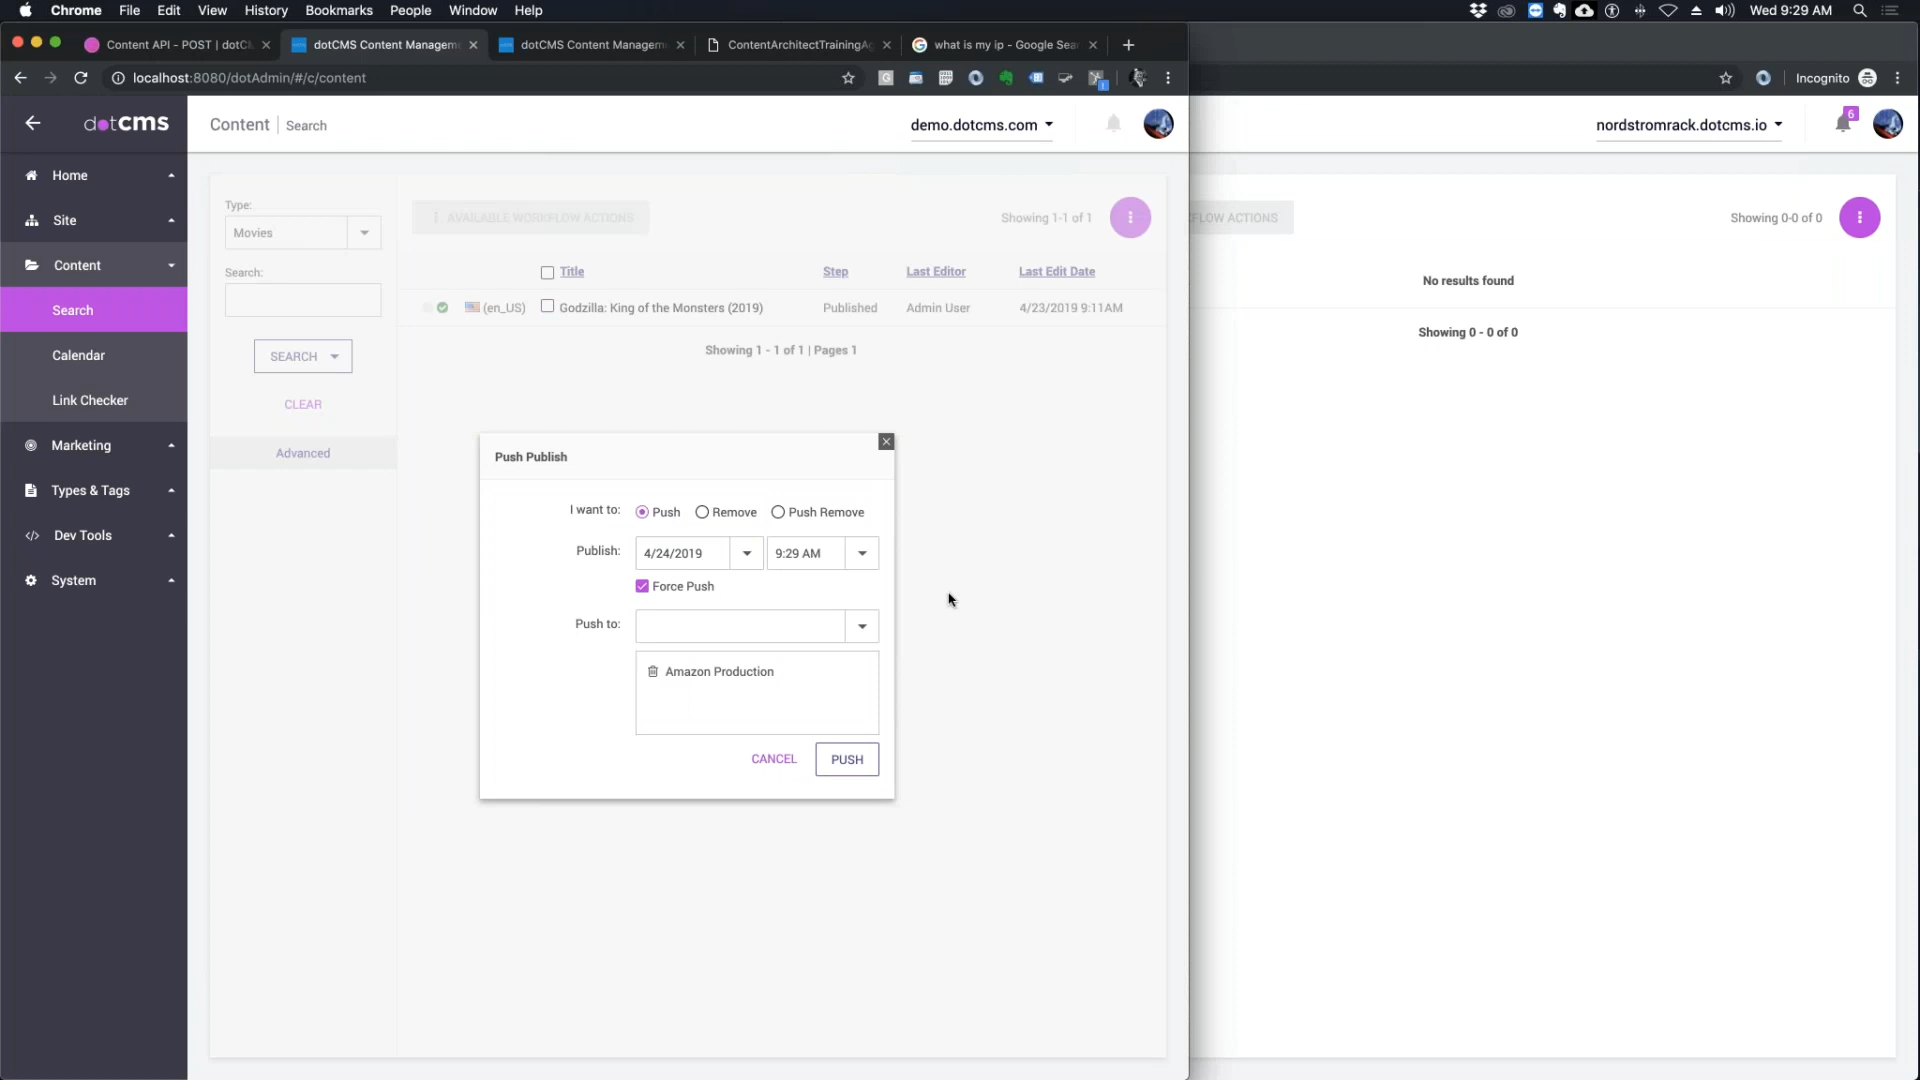 Chrome File Edit View History Bookmarks People Window Help Wed 9:29 AM
Content API - POST | dotC
dotCMS Content Managem
dotCMS Content Managem
ContentArchitectTrainingA
what is my ip - Google Sea
localhost:8080/dotAdmin/#/c/content
Incognito
dotCMS
Content | Search
demo.dotcms.com
nordstromrack.dotcms.io
6
Home
Site
Content
Search
Calendar
Link Checker
Marketing
Types & Tags
Dev Tools
System
Type:
Movies
Search:
SEARCH
CLEAR
Advanced
AVAILABLE WORKFLOW ACTIONS
Showing 1-1 of 1
Title Step Last Editor Last Edit Date
(en_US) Godzilla: King of the Monsters (2019) Published Admin User 4/23/2019 9:11AM
Showing 1 - 1 of 1 | Pages 1
FLOW ACTIONS
Showing 0-0 of 0
No results found
Showing 0 - 0 of 0
Push Publish
I want to: Push Remove Push Remove
Publish: 4/24/2019 9:29 AM
Force Push
Push to:
Amazon Production
CANCEL PUSH